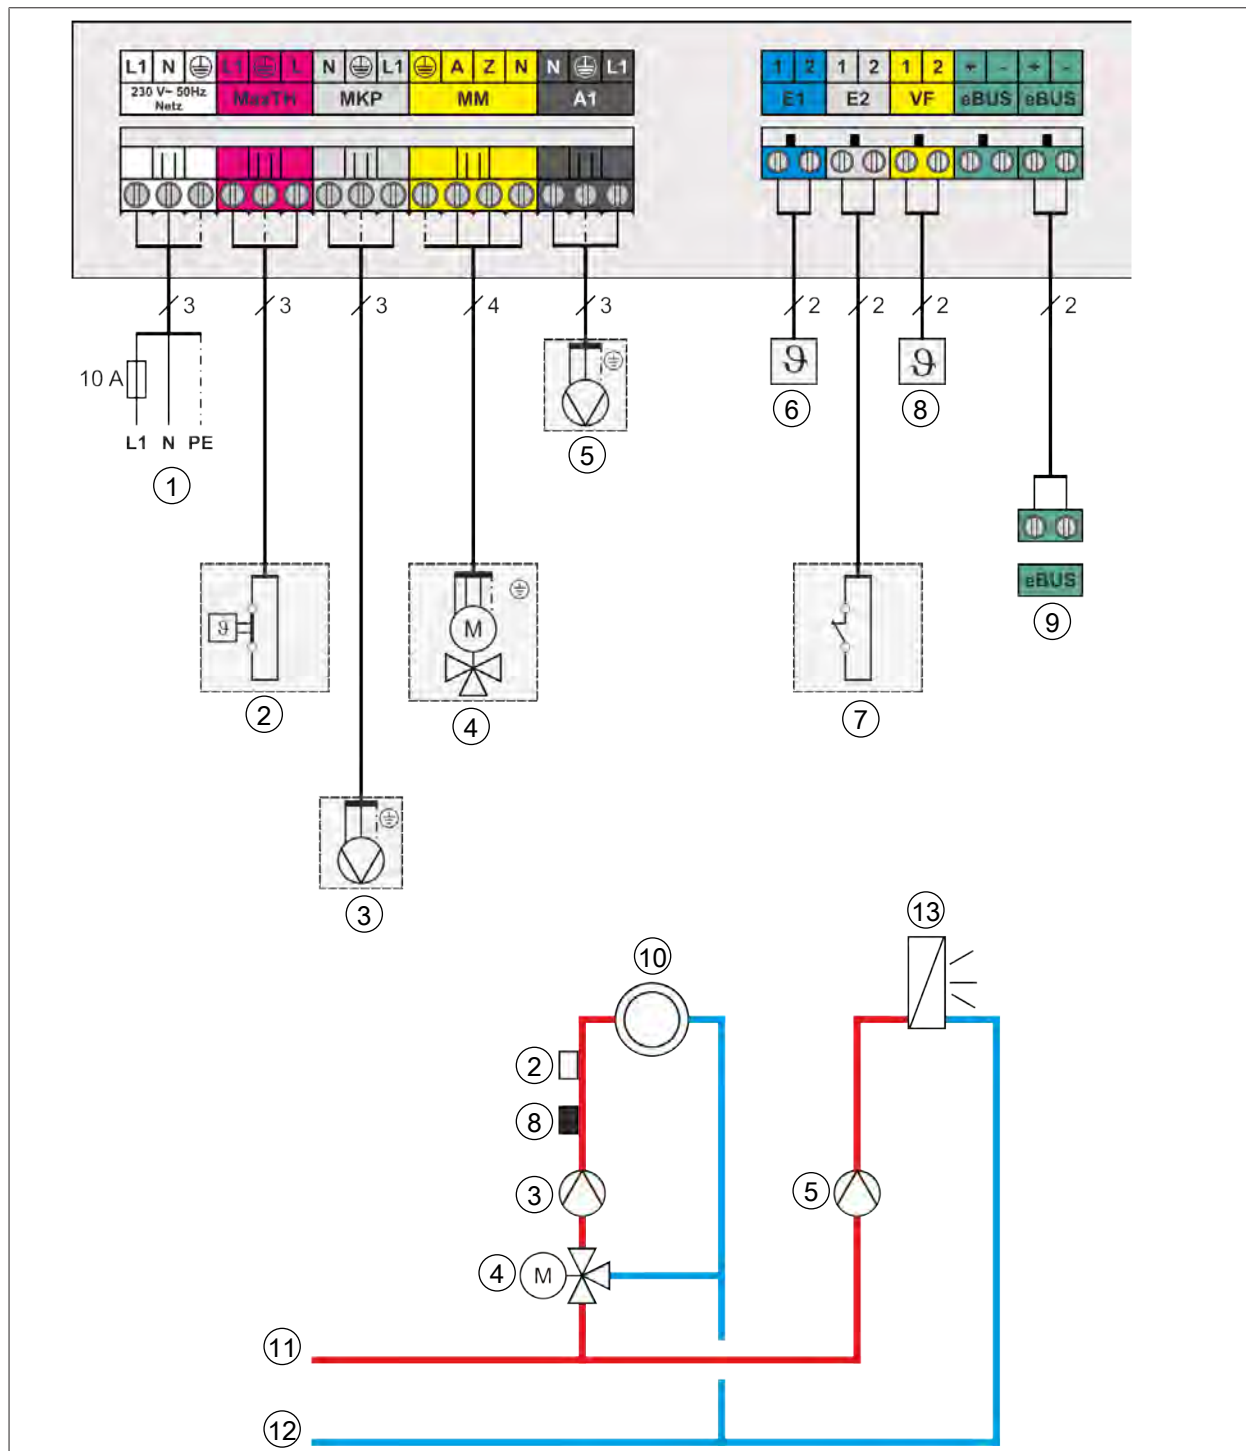 L1 N L1 L N L1 A Z N N L1
230 V~ 50Hz
Netz
MaxTH MKP MM A1
1 2 1 2 1 2 + - + -
E1 E2 VF eBUS eBUS
3 3 3 4 3 2 2 2 2
10 A
L1 N PE
1
ϑ
2
3
M
4
5
ϑ
6
7
ϑ
8
eBUS
9
10
13
2
8
3
5
4 M
11
12